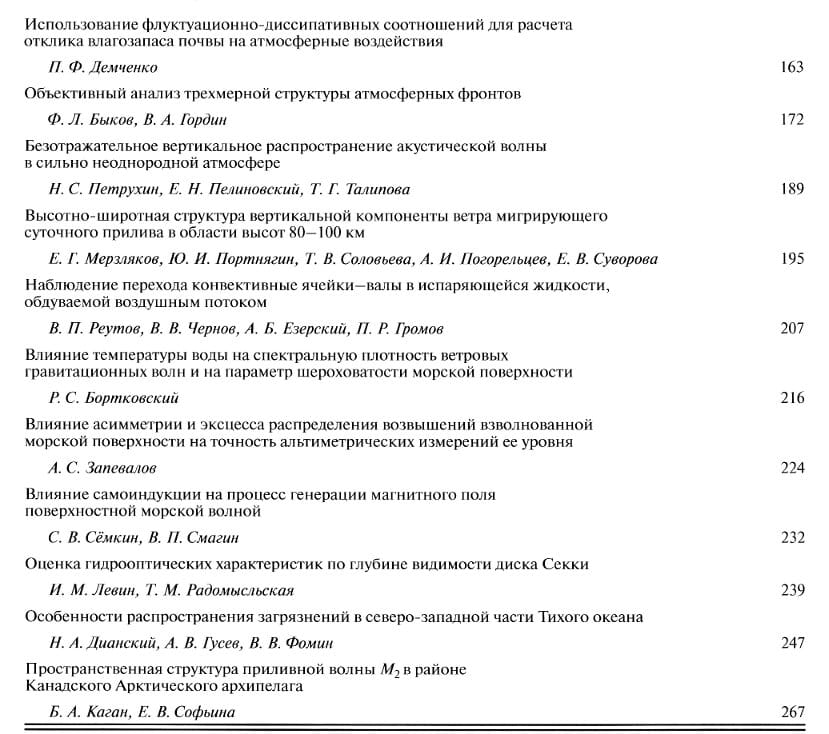 Использование флуктуационно-диссипативных соотношений для расчета
отклика влагозапаса почвы на атмосферные воздействия
П. Ф. Демченко 163
Объективный анализ трехмерной структуры атмосферных фронтов
Ф. Л. Быков, В. А. Гордин 172
Безотражательное вертикальное распространение акустической волны
в сильно неоднородной атмосфере
Н. С. Петрухин, Е. Н. Пелиновский, Т. Г. Талипова 189
Высотно-широтная структура вертикальной компоненты ветра мигрирующего
суточного прилива в области высот 80–100 км
Е. Г. Мерзляков, Ю. И. Портнягин, Т. В. Соловьева, А. И. Погорельцев, Е. В. Суворова 195
Наблюдение перехода конвективные ячейки–валы в испаряющейся жидкости,
обдуваемой воздушным потоком
В. П. Реутов, В. В. Чернов, А. Б. Езерский, П. Р. Громов 207
Влияние температуры воды на спектральную плотность ветровых
гравитационных волн и на параметр шероховатости морской поверхности
Р. С. Бортковский 216
Влияние асимметрии и эксцесса распределения возвышений взволнованной
морской поверхности на точность альтиметрических измерений ее уровня
А. С. Запевалов 224
Влияние самоиндукции на процесс генерации магнитного поля
поверхностной морской волной
С. В. Сёмкин, В. П. Смагин 232
Оценка гидрооптических характеристик по глубине видимости диска Секки
И. М. Левин, Т. М. Радомысльская 239
Особенности распространения загрязнений в северо-западной части Тихого океана
Н. А. Дианский, А. В. Гусев, В. В. Фомин 247
Пространственная структура приливной волны M₂ в районе
Канадского Арктического архипелага
Б. А. Каган, Е. В. Софьина 267